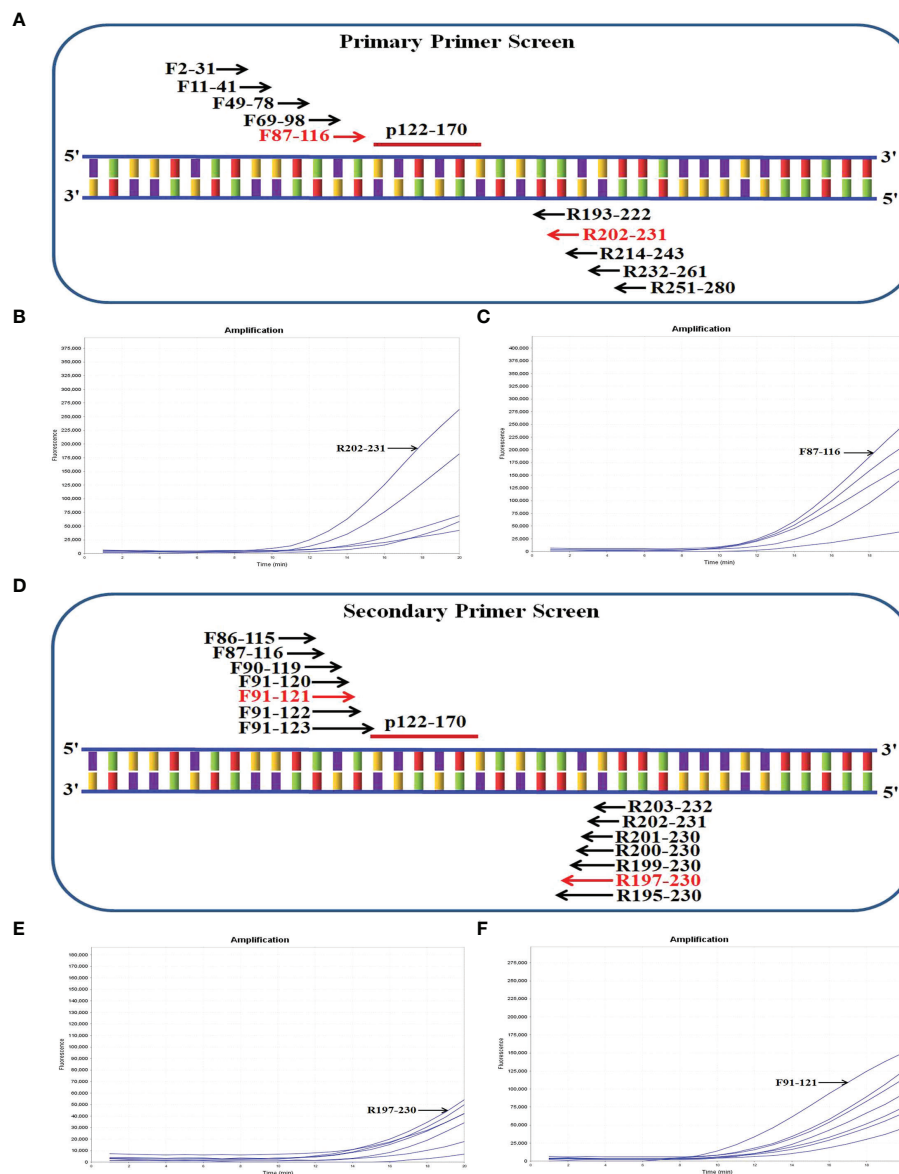 A
Primary Primer Screen
F2-31
F11-41
F49-78
F69-98
F87-116
p122-170
5'
3'
3'
5'
R193-222
R202-231
R214-243
R232-261
R251-280
B
Amplification
375,000
350,000
325,000
300,000
275,000
250,000
225,000
200,000
175,000
150,000
125,000
100,000
75,000
50,000
25,000
0
Fluorescence
R202-231
0 2 4 6 8 10 12 14 16 18 20
Time (min)
C
Amplification
400,000
375,000
350,000
325,000
300,000
275,000
250,000
225,000
200,000
175,000
150,000
125,000
100,000
75,000
50,000
25,000
0
Fluorescence
F87-116
0 2 4 6 8 10 12 14 16 18
Time (min)
D
Secondary Primer Screen
F86-115
F87-116
F90-119
F91-120
F91-121
F91-122
F91-123
p122-170
5'
3'
3'
5'
R203-232
R202-231
R201-230
R200-230
R199-230
R197-230
R195-230
E
Amplification
180,000
170,000
160,000
150,000
140,000
130,000
120,000
110,000
100,000
90,000
80,000
70,000
60,000
50,000
40,000
30,000
20,000
10,000
0
Fluorescence
R197-230
0 2 4 6 8 10 12 14 16 18 20
Time (min)
F
Amplification
275,000
250,000
225,000
200,000
175,000
150,000
125,000
100,000
75,000
50,000
25,000
0
Fluorescence
F91-121
0 2 4 6 8 10 12 14 16 18
Time (min)